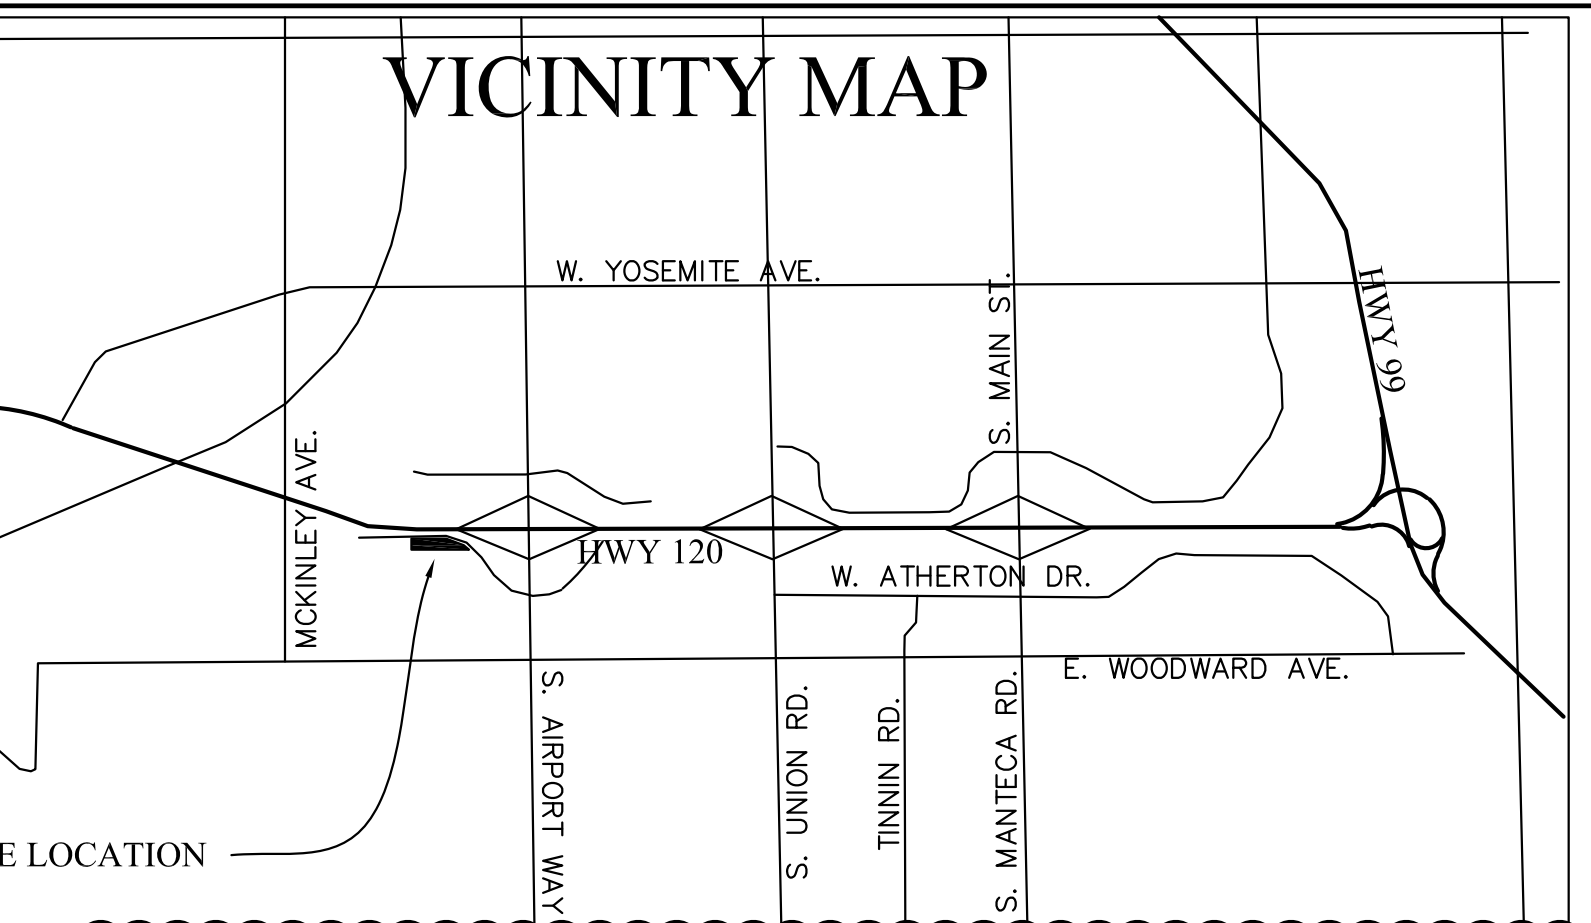 VICINITY MAP
W. YOSEMITE AVE.
S. MAIN ST.
HWY 99
MCKINLEY AVE.
HWY 120
W. ATHERTON DR.
E. WOODWARD AVE.
S. AIRPORT WAY
S. UNION RD.
TINNIN RD.
S. MANTECA RD.
E LOCATION